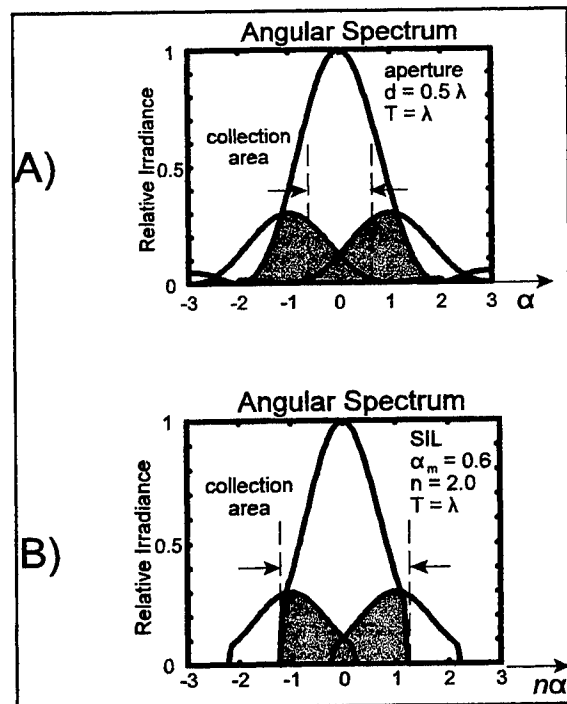 Angular Spectrum
A)
Relative Irradiance
1
0.5
0
aperture
d = 0.5 λ
T = λ
collection
area
-3 -2 -1 0 1 2 3
α
Angular Spectrum
B)
Relative Irradiance
1
0.5
0
SIL
αm = 0.6
n = 2.0
T = λ
collection
area
-3 -2 -1 0 1 2 3
nα